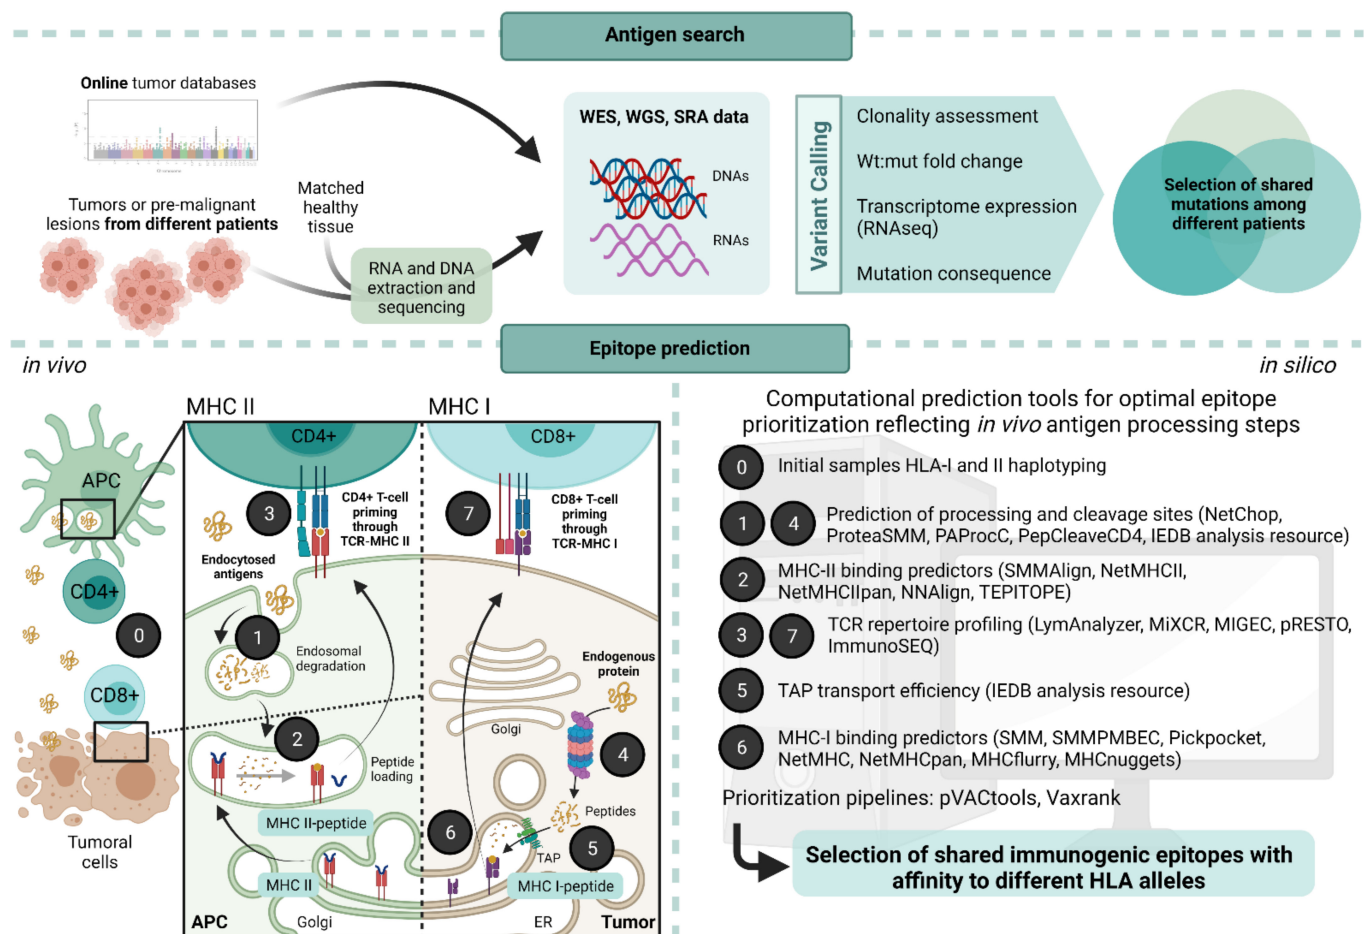 Antigen search
Online tumor databases
Tumors or pre-malignant
lesions from different patients
Matched
healthy
tissue
RNA and DNA
extraction and
sequencing
WES, WGS, SRA data
DNAs
RNAs
Variant Calling
Clonality assessment
Wt:mut fold change
Transcriptome expression
(RNAseq)
Mutation consequence
Selection of shared
mutations among
different patients
Epitope prediction
in vivo
in silico
APC
CD4+
0
CD8+
Tumoral
cells
MHC II
MHC I
CD4+
CD8+
3
CD4+ T-cell
priming
through
TCR-MHC II
7
CD8+ T-cell
priming
through
TCR-MHC I
Endocytosed
antigens
1
Endosomal
degradation
2
Peptide
loading
MHC II-peptide
MHC II
APC
Golgi
Golgi
Endogenous
protein
4
Peptides
6
TAP
5
MHC I-peptide
ER
Tumor
Computational prediction tools for optimal epitope
prioritization reflecting in vivo antigen processing steps
0 Initial samples HLA-I and II haplotyping
1 4 Prediction of processing and cleavage sites (NetChop,
ProteaSMM, PAProcC, PepCleaveCD4, IEDB analysis resource)
2 MHC-II binding predictors (SMMAlign, NetMHCII,
NetMHCIIpan, NNAlign, TEPITOPE)
3 7 TCR repertoire profiling (LymAnalyzer, MiXCR, MIGEC, pRESTO,
ImmunoSEQ)
5 TAP transport efficiency (IEDB analysis resource)
6 MHC-I binding predictors (SMM, SMMPMBEC, Pickpocket,
NetMHC, NetMHCpan, MHCflurry, MHCnuggets)
Prioritization pipelines: pVACtools, Vaxrank
Selection of shared immunogenic epitopes with
affinity to different HLA alleles